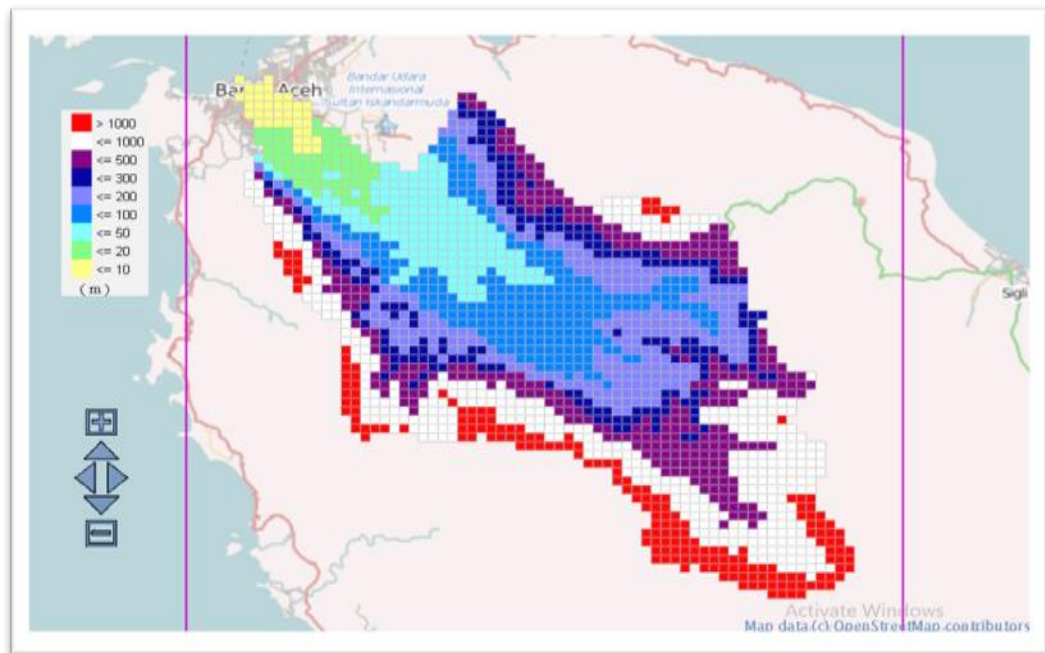 Bandar Udara
Internasional
Sultan Iskandarmuda
Aceh
> 1000
<= 1000
<= 500
<= 300
<= 200
<= 100
<= 50
<= 20
<= 10
( m )
Sigli
Activate Windows
Map data (c) OpenStreetMap contributors